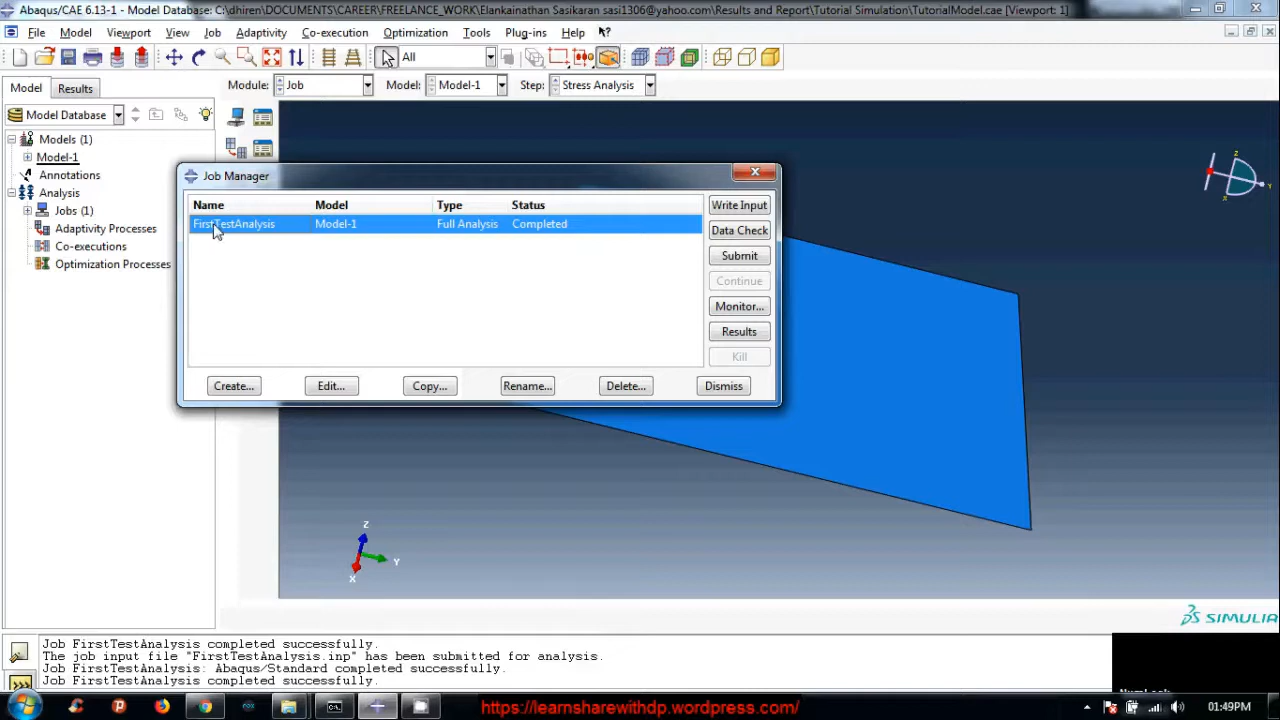 Abaqus/CAE 6.13-1 - Model Database: C:\dhiren\DOCUMENTS\CAREER\FREELANCE_WORK\Elankainathan Sasikaran sasi1306@yahoo.com\Results and Report\Tutorial Simulation\TutorialModel.cae [Viewport: 1]
File Model Viewport View Job Adaptivity Co-execution Optimization Tools Plug-ins Help
All
Model Results
Module: Job Model: Model-1 Step: Stress Analysis
Model Database
Models (1)
Model-1
Annotations
Analysis
Jobs (1)
Adaptivity Processes
Co-executions
Optimization Processes
Job Manager
Name Model Type Status
FirstTestAnalysis Model-1 Full Analysis Completed
Write Input
Data Check
Submit
Continue
Monitor...
Results
Kill
Create... Edit... Copy... Rename... Delete... Dismiss
Z
Y
X
Z
Y
X
SIMULIA
Job FirstTestAnalysis completed successfully.
The job input file "FirstTestAnalysis.inp" has been submitted for analysis.
Job FirstTestAnalysis: Abaqus/Standard completed successfully.
Job FirstTestAnalysis completed successfully.
https://learnsharewithdp.wordpress.com/
01:49PM